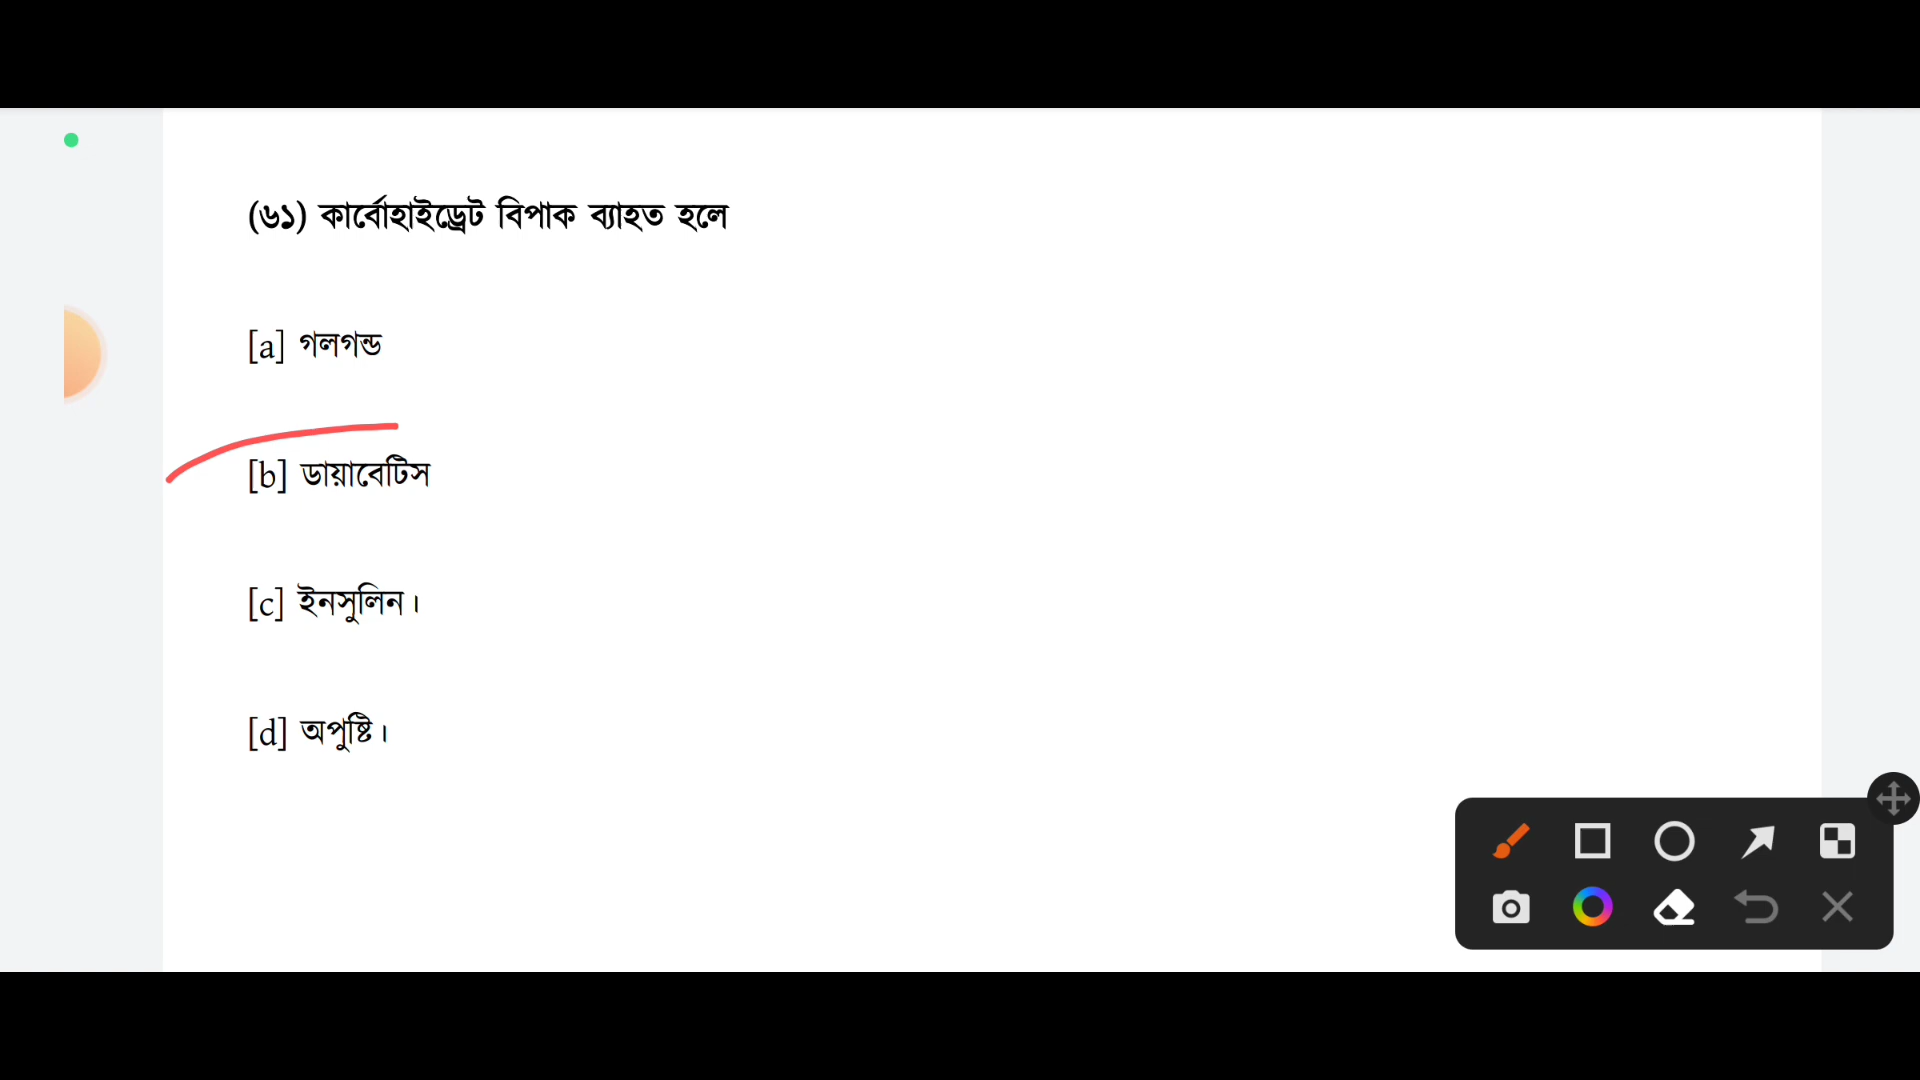 (৬১) কার্বোহাইড্রেট বিপাক ব্যাহত হলে
[a] গলগন্ড
[b] ডায়াবেটিস
[c] ইনসুলিন।
[d] অপুষ্টি।